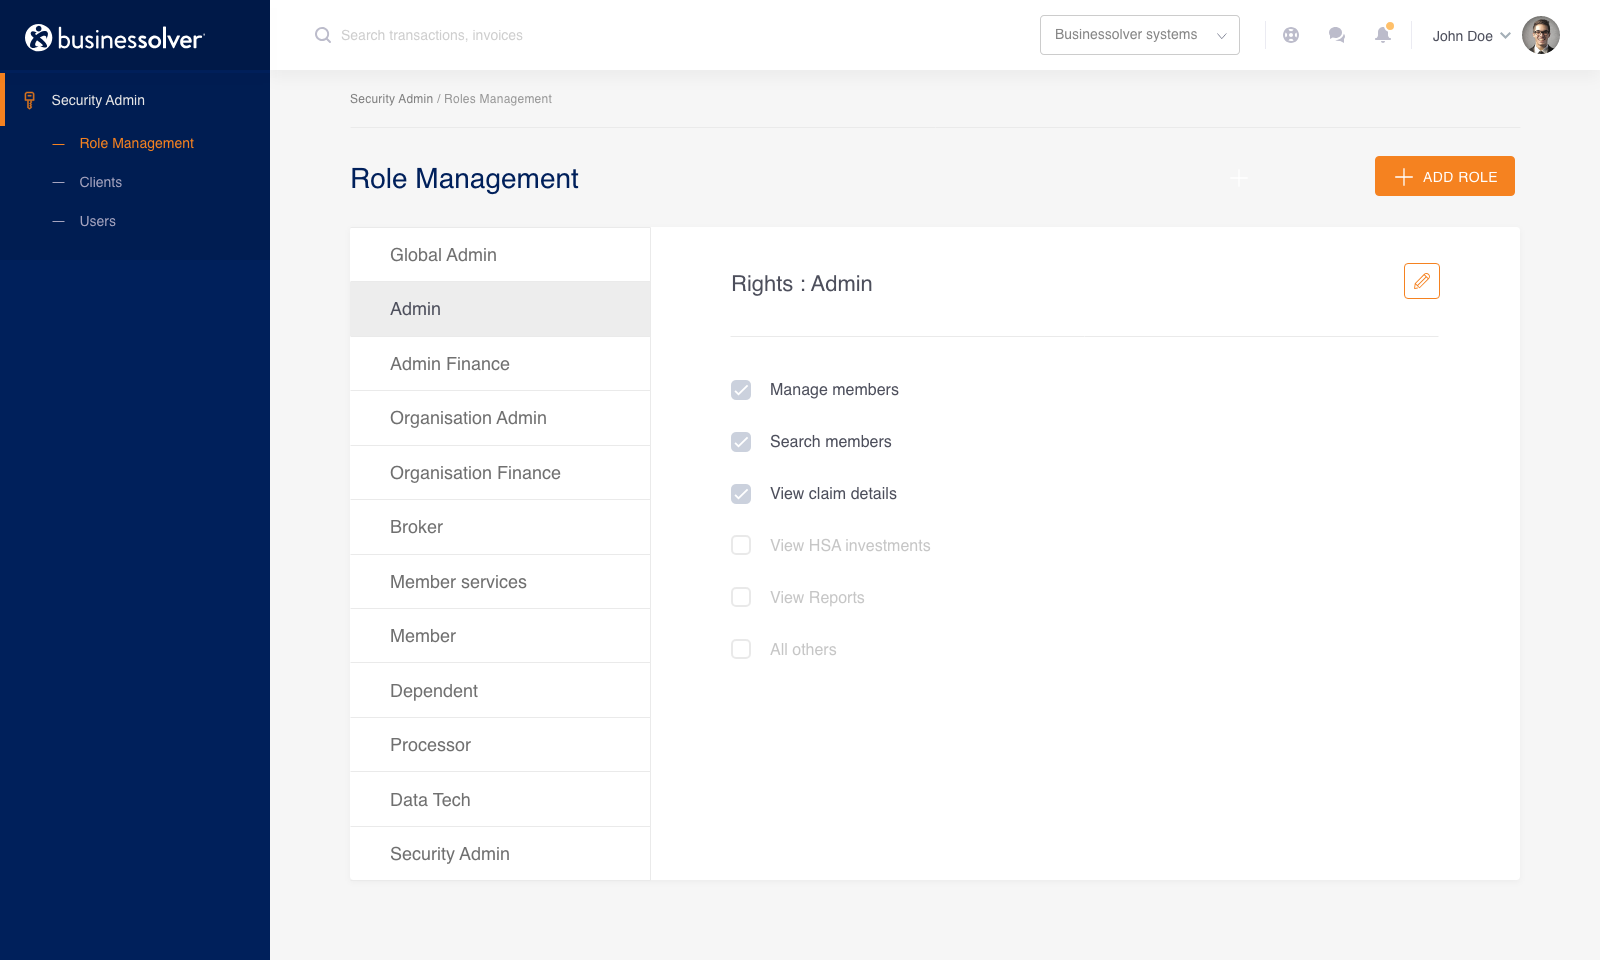 businessolver
Search transactions, invoices
Businessolver systems
John Doe
Security Admin
Role Management
Clients
Users
Security Admin / Roles Management
Role Management
ADD ROLE
Global Admin
Admin
Admin Finance
Organisation Admin
Organisation Finance
Broker
Member services
Member
Dependent
Processor
Data Tech
Security Admin
Rights : Admin
Manage members
Search members
View claim details
View HSA investments
View Reports
All others